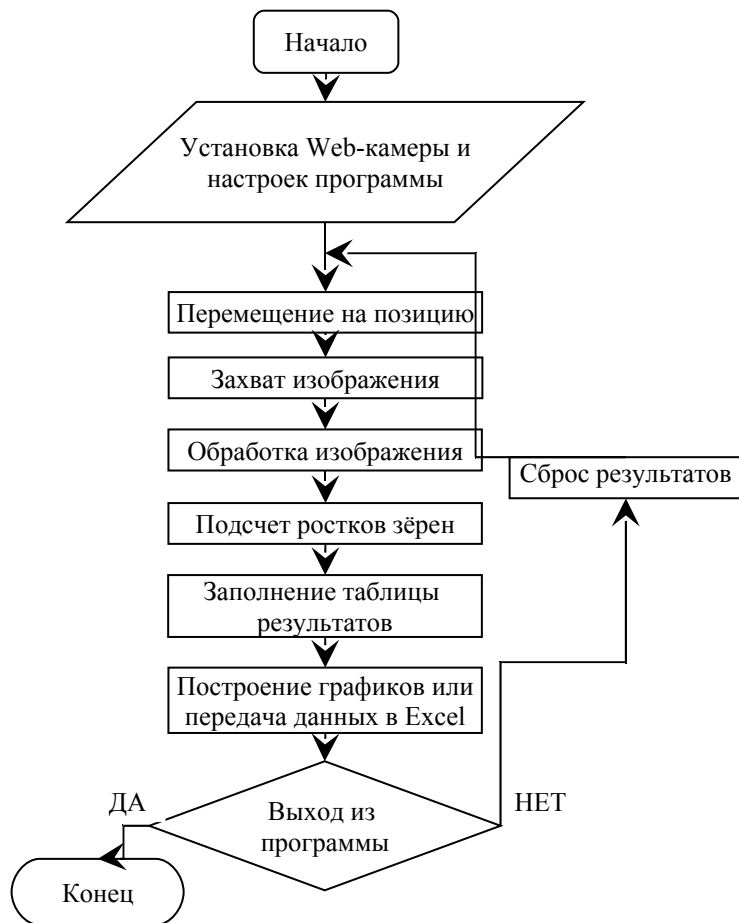 Начало
Установка Web-камеры и
настроек программы
Перемещение на позицию
Захват изображения
Обработка изображения
Сброс результатов
Подсчет ростков зёрен
Заполнение таблицы
результатов
Построение графиков или
передача данных в Excel
ДА
НЕТ
Выход из
программы
Конец